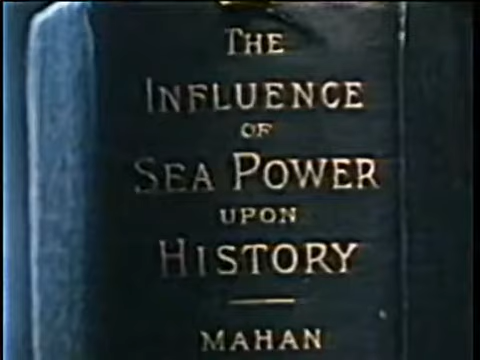 The
Influence
of
Sea Power
upon
History
Mahan